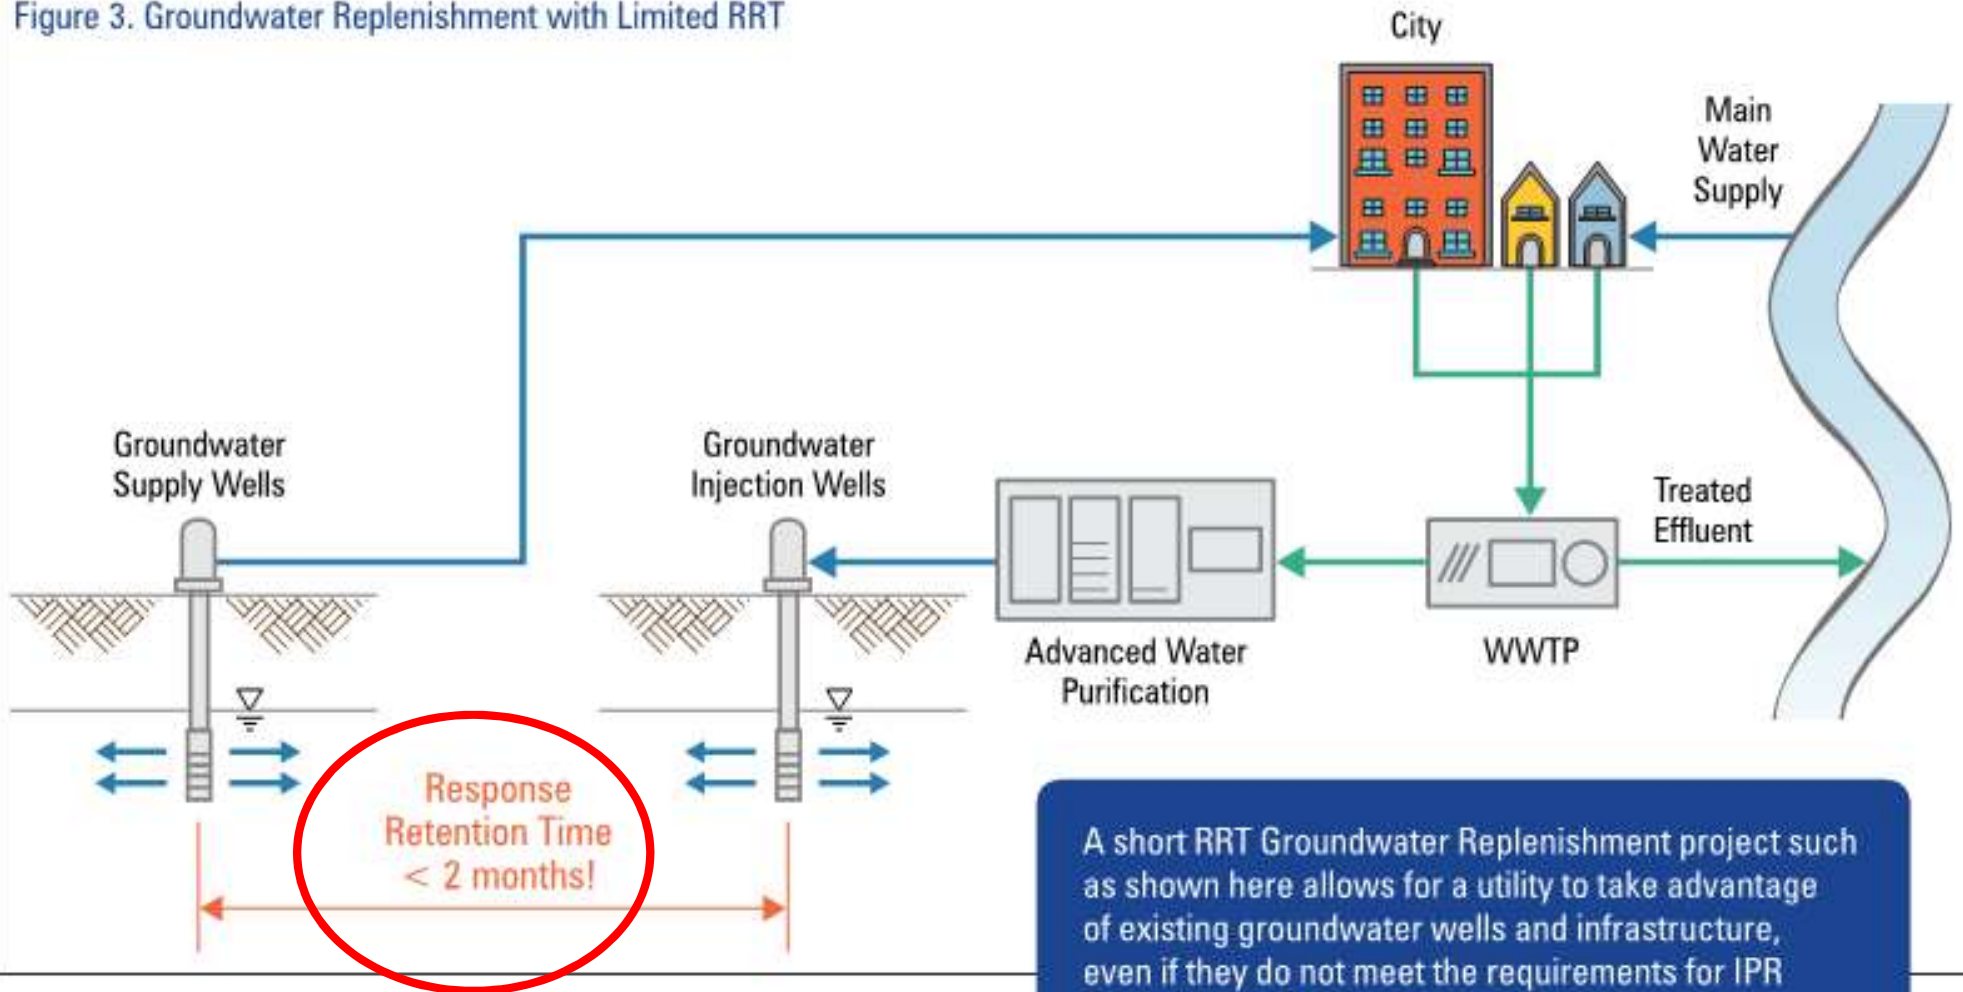 Figure 3. Groundwater Replenishment with Limited RRT
City
Main
Water
Supply
Groundwater
Supply Wells
Groundwater
Injection Wells
Treated
Effluent
Advanced Water
Purification
WWTP
Response
Retention Time
< 2 months!
A short RRT Groundwater Replenishment project such
as shown here allows for a utility to take advantage
of existing groundwater wells and infrastructure,
even if they do not meet the requirements for IPR